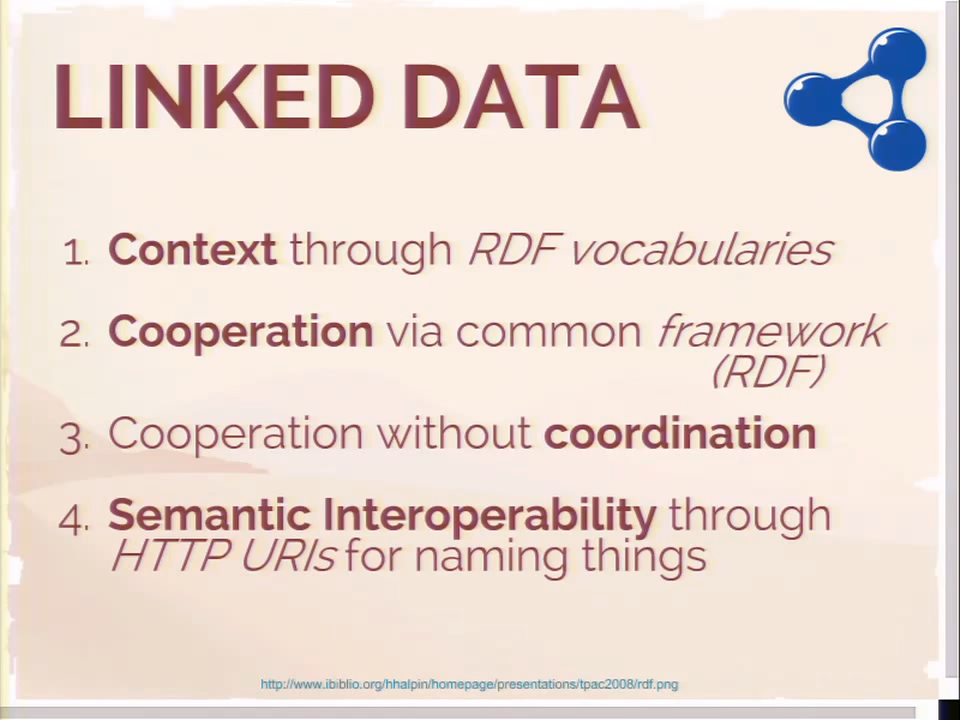 LINKED DATA
1. Context through RDF vocabularies
2. Cooperation via common framework
(RDF)
3. Cooperation without coordination
4. Semantic Interoperability through
HTTP URIs for naming things
http://www.ibiblio.org/hhalpin/homepage/presentations/tpac2008/rdf.png